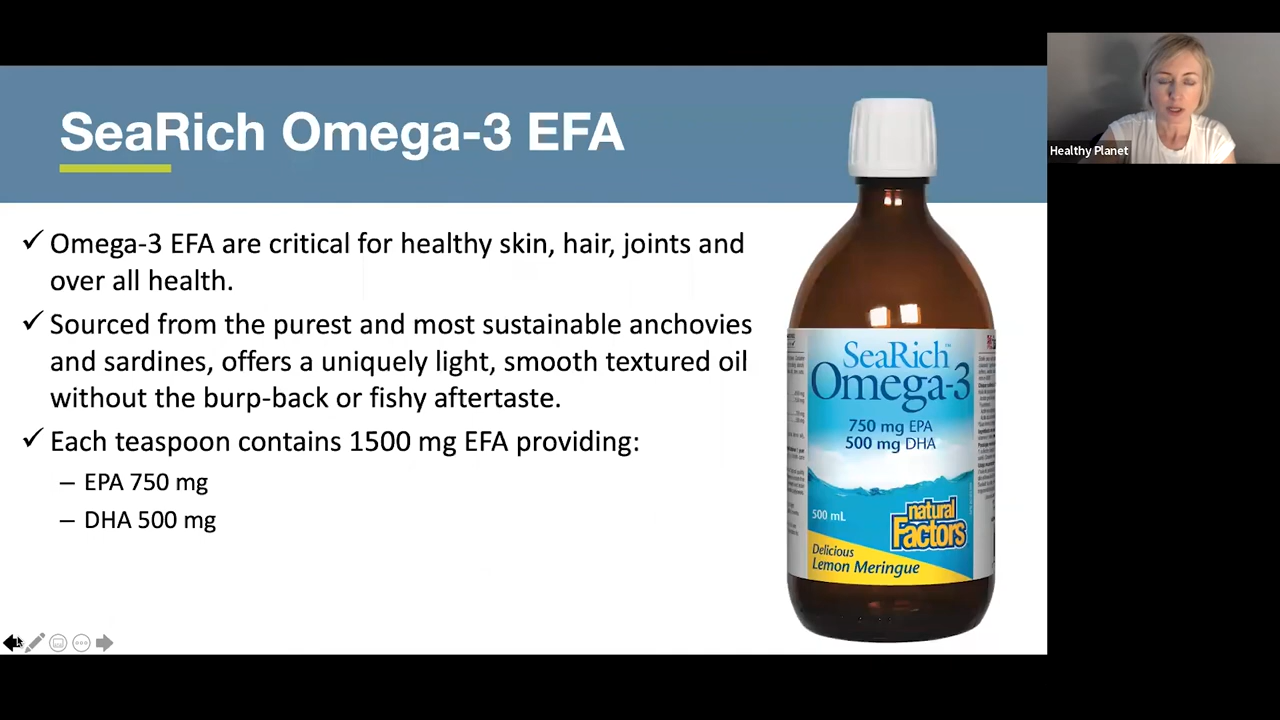 SeaRich Omega-3 EFA
Healthy Planet
✓ Omega-3 EFA are critical for healthy skin, hair, joints and
over all health.
✓ Sourced from the purest and most sustainable anchovies
and sardines, offers a uniquely light, smooth textured oil
without the burp-back or fishy aftertaste.
✓ Each teaspoon contains 1500 mg EFA providing:
– EPA 750 mg
– DHA 500 mg
SeaRich™
Omega-3
750 mg EPA
500 mg DHA
500 mL
natural
Factors
Delicious
Lemon Meringue